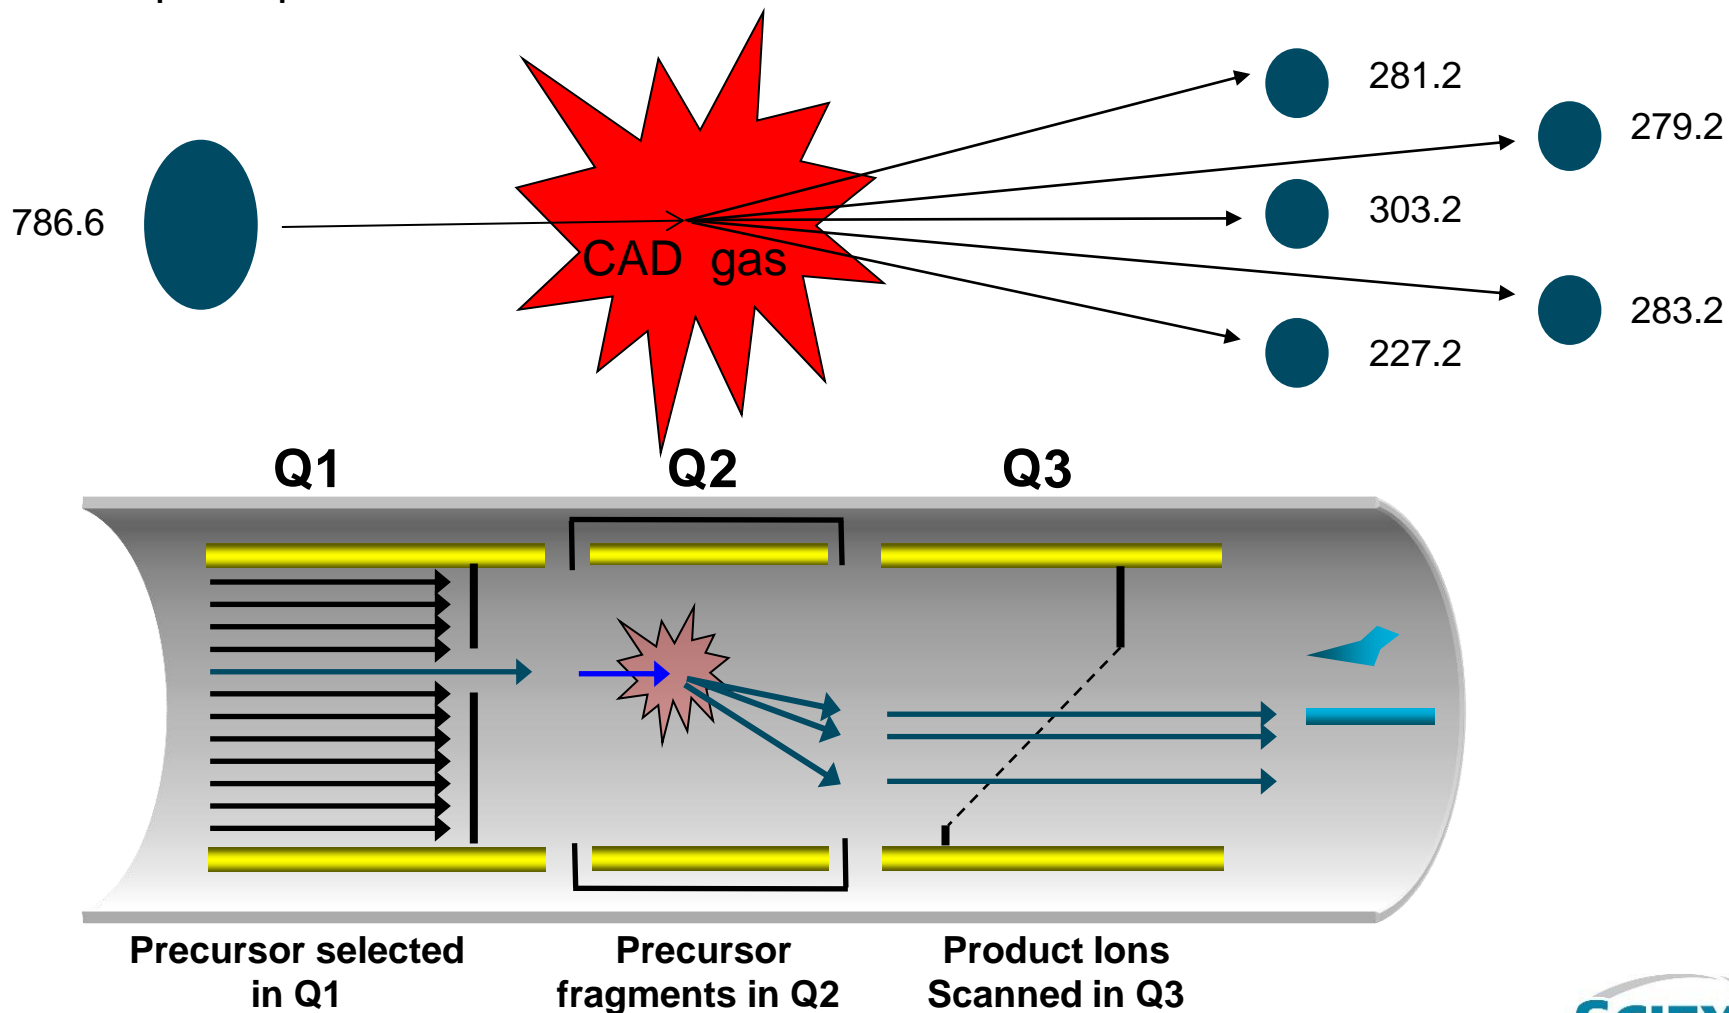 281.2
279.2
786.6
303.2
CAD gas
283.2
227.2
Q1
Q2
Q3
Precursor selected
in Q1
Precursor
fragments in Q2
Product Ions
Scanned in Q3